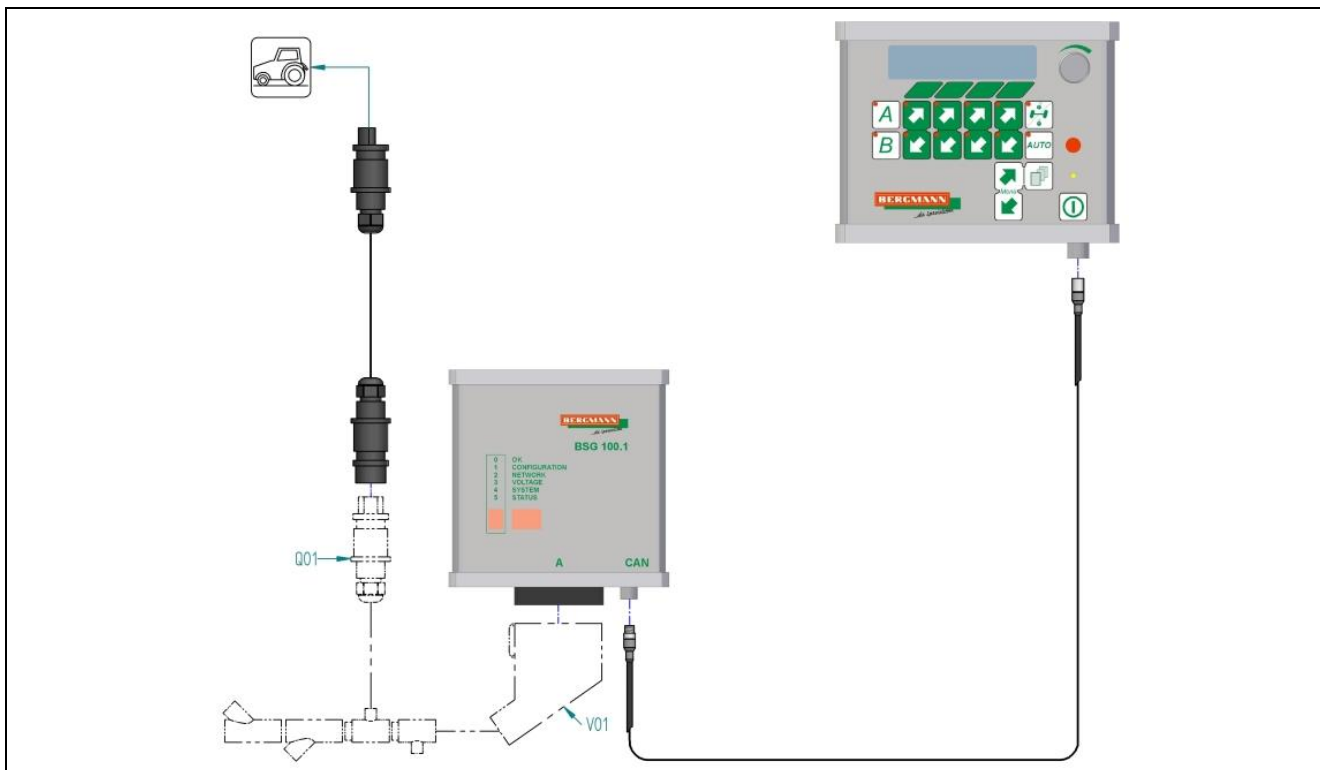 A
B
AUTO
Menü
BERGMANN
BERGMANN
BSG 100.1
0 OK
1 CONFIGURATION
2 NETWORK
3 VOLTAGE
4 SYSTEM
5 STATUS
Q01
A CAN
V01